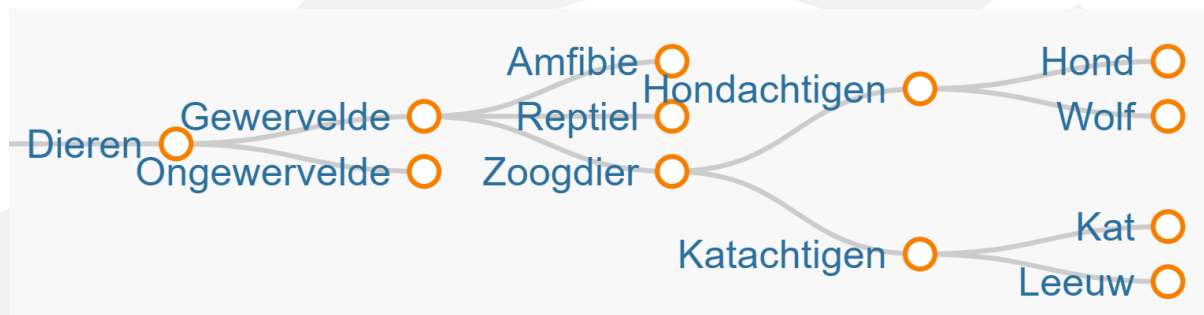 Dieren
Gewervelde
Ongewervelde
Amfibie
Reptiel
Zoogdier
Hondachtigen
Katachtigen
Hond
Wolf
Kat
Leeuw